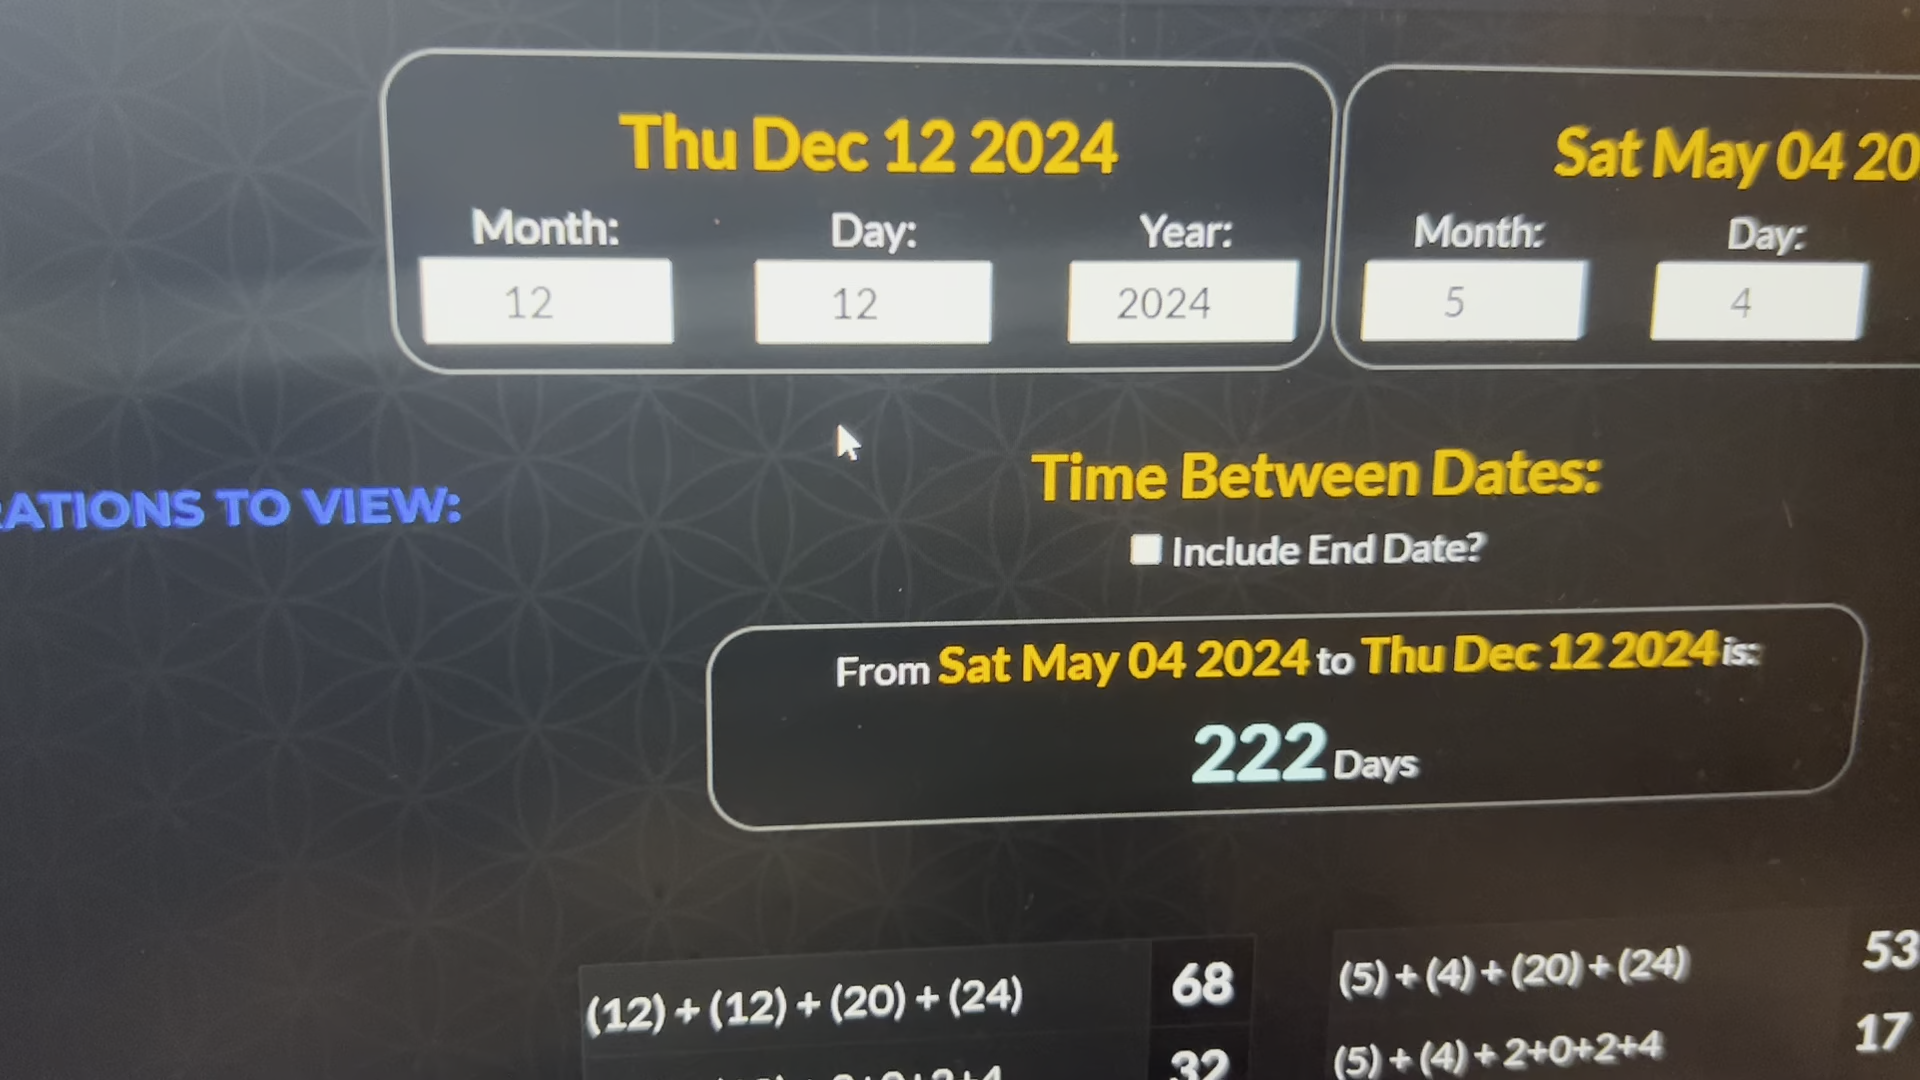 Thu Dec 12 2024
Month: Day: Year:
12 12 2024
Sat May 04 20
Month: Day:
5 4
RATIONS TO VIEW:
Time Between Dates:
Include End Date?
From Sat May 04 2024 to Thu Dec 12 2024 is:
222 Days
(12) + (12) + (20) + (24) 68
32
(5) + (4) + (20) + (24) 53
(5) + (4) + 2+0+2+4 17